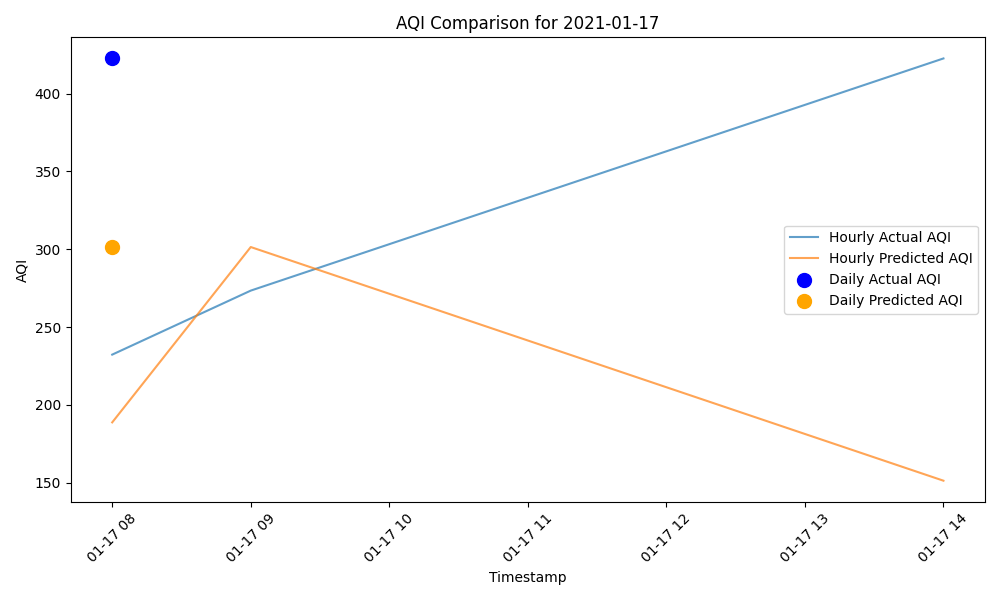 AQI Comparison for 2021-01-17
AQI
400
350
300
250
200
150
Hourly Actual AQI
Hourly Predicted AQI
Daily Actual AQI
Daily Predicted AQI
01-17 08
01-17 09
01-17 10
01-17 11
01-17 12
01-17 13
01-17 14
Timestamp